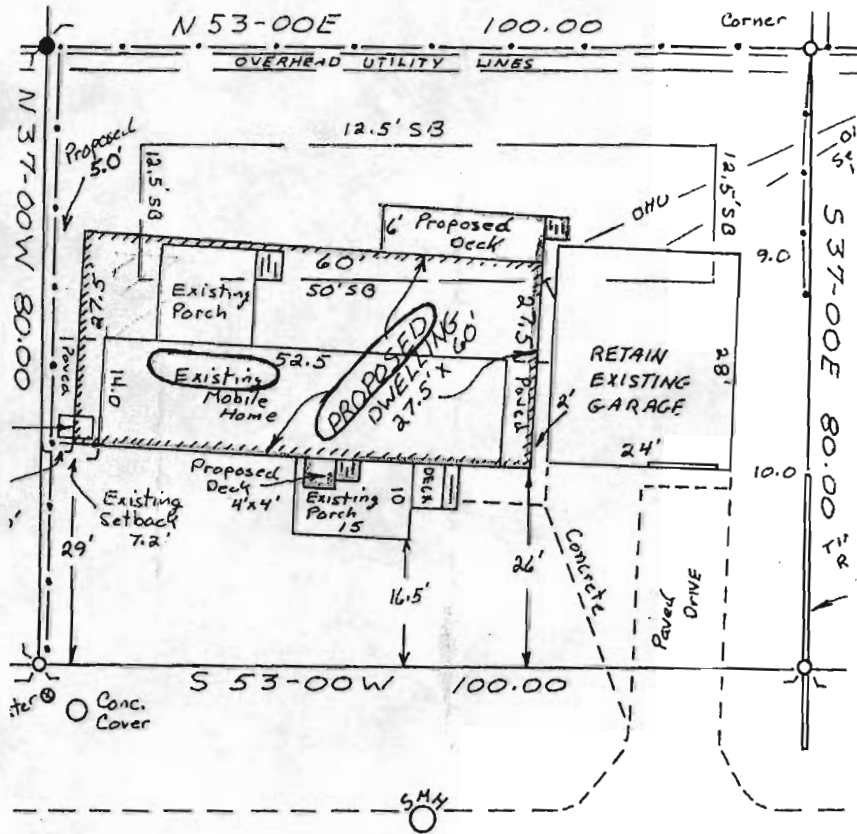 N 53-00E 100.00 Corner
OVERHEAD UTILITY LINES
N 37-00W 80.00
Proposed
5.0'
12.5' SB
12.5' SB
12.5' SB
OHU
S 37-00E 80.00
6' Proposed
Deck
9.0
60'
50' SB
Existing
Porch
27.5
27.5'
PROPOSED
DWELLING
27.5' X 60'
52.5
Existing
Mobile
Home
14.0
Paved
Paved
2'
RETAIN
EXISTING
GARAGE
28'
24'
10.0
Existing
Setback
7.2'
Proposed
Deck
4'x4'
Existing
Porch
15
10
DECK
29'
16.5'
26'
Concrete
Paved
DRIVE
S 53-00W 100.00
Conc.
Cover
SMH